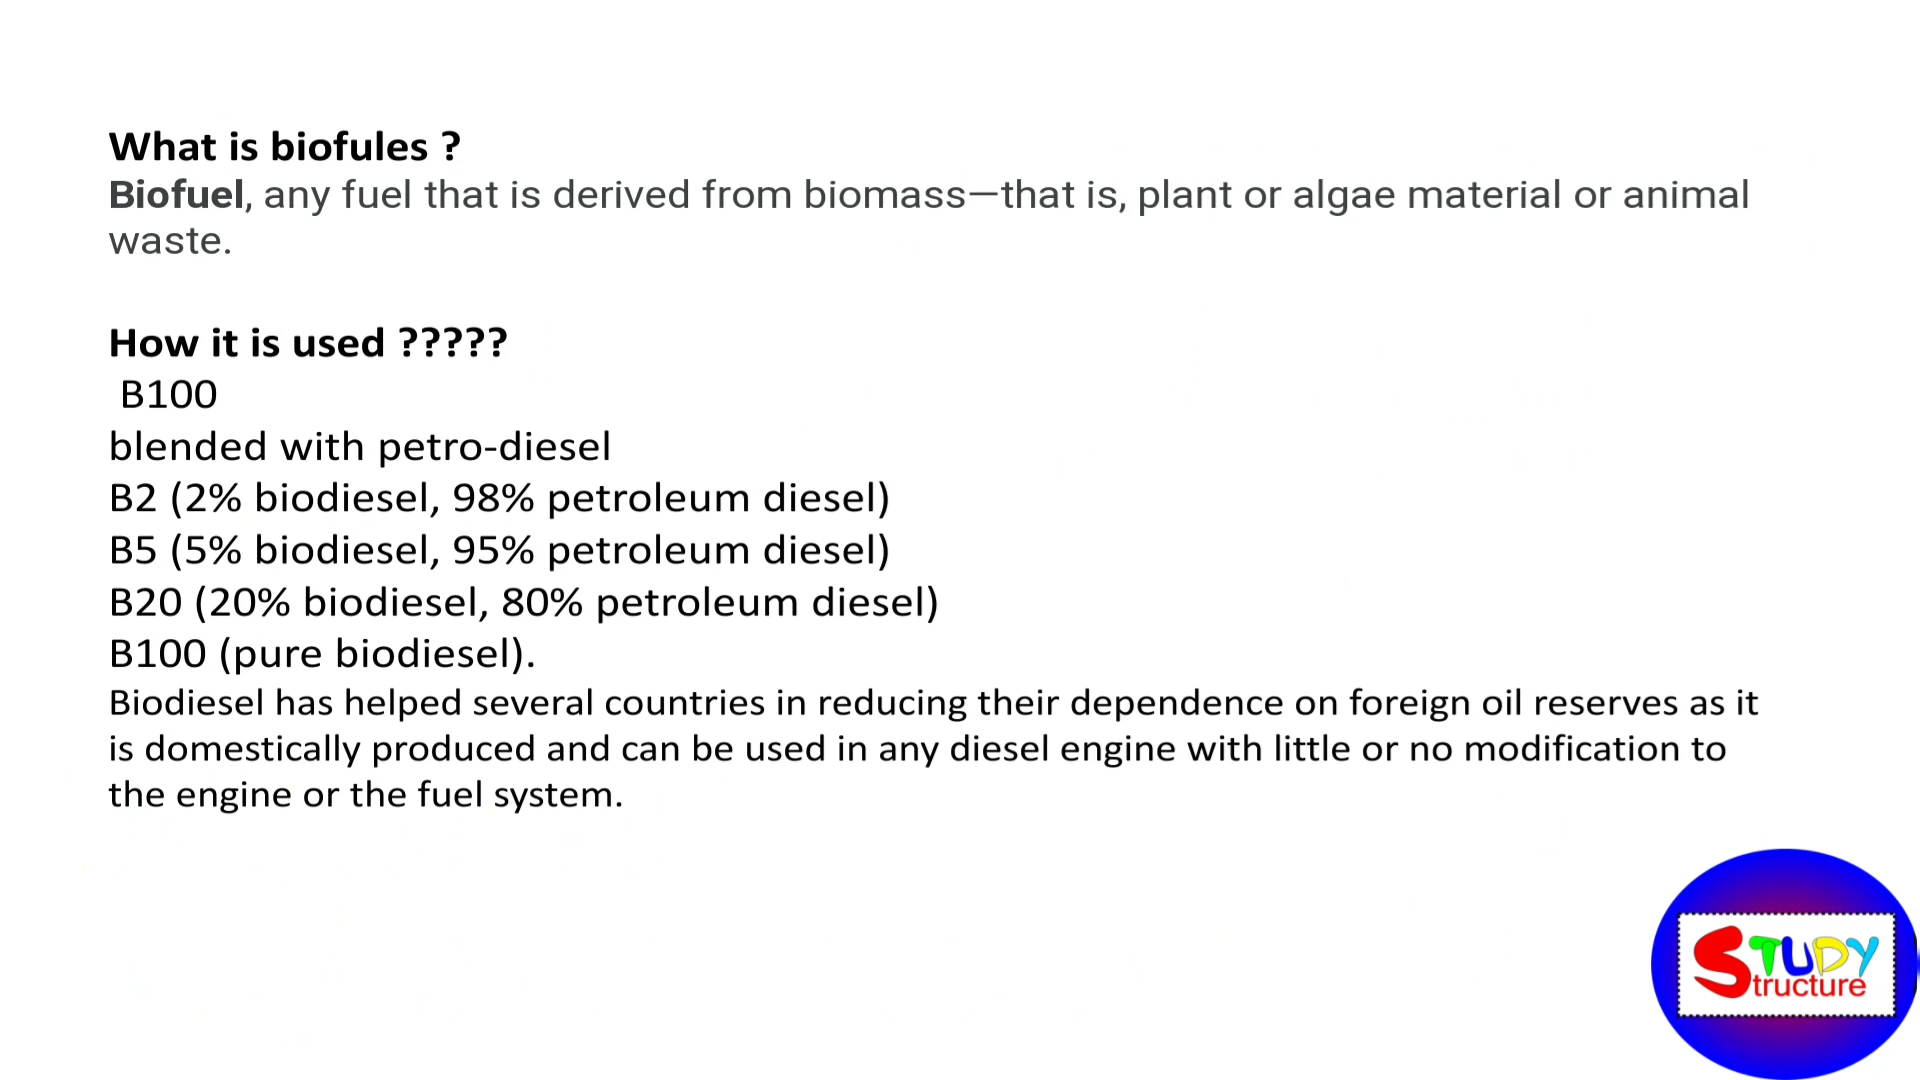 What is biofules ?
Biofuel, any fuel that is derived from biomass—that is, plant or algae material or animal
waste.
How it is used ?????
B100
blended with petro-diesel
B2 (2% biodiesel, 98% petroleum diesel)
B5 (5% biodiesel, 95% petroleum diesel)
B20 (20% biodiesel, 80% petroleum diesel)
B100 (pure biodiesel).
Biodiesel has helped several countries in reducing their dependence on foreign oil reserves as it
is domestically produced and can be used in any diesel engine with little or no modification to
the engine or the fuel system.
STUDY
tructure